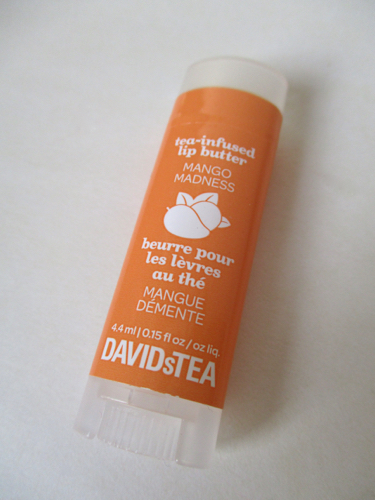 tea-infused
lip butter
MANGO
MADNESS
beurre pour
les lèvres
au thé
MANGUE
DÉMENTE
4.4 ml | 0.15 fl oz / oz liq.
DAVIDsTEA